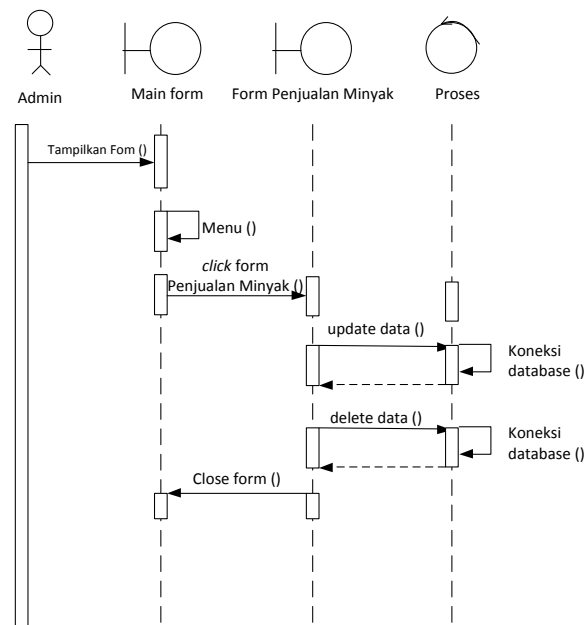 Admin
Main form
Form Penjualan Minyak
Proses
Tampilkan Fom ()
Menu ()
click form
Penjualan Minyak ()
update data ()
Koneksi
database ()
delete data ()
Koneksi
database ()
Close form ()